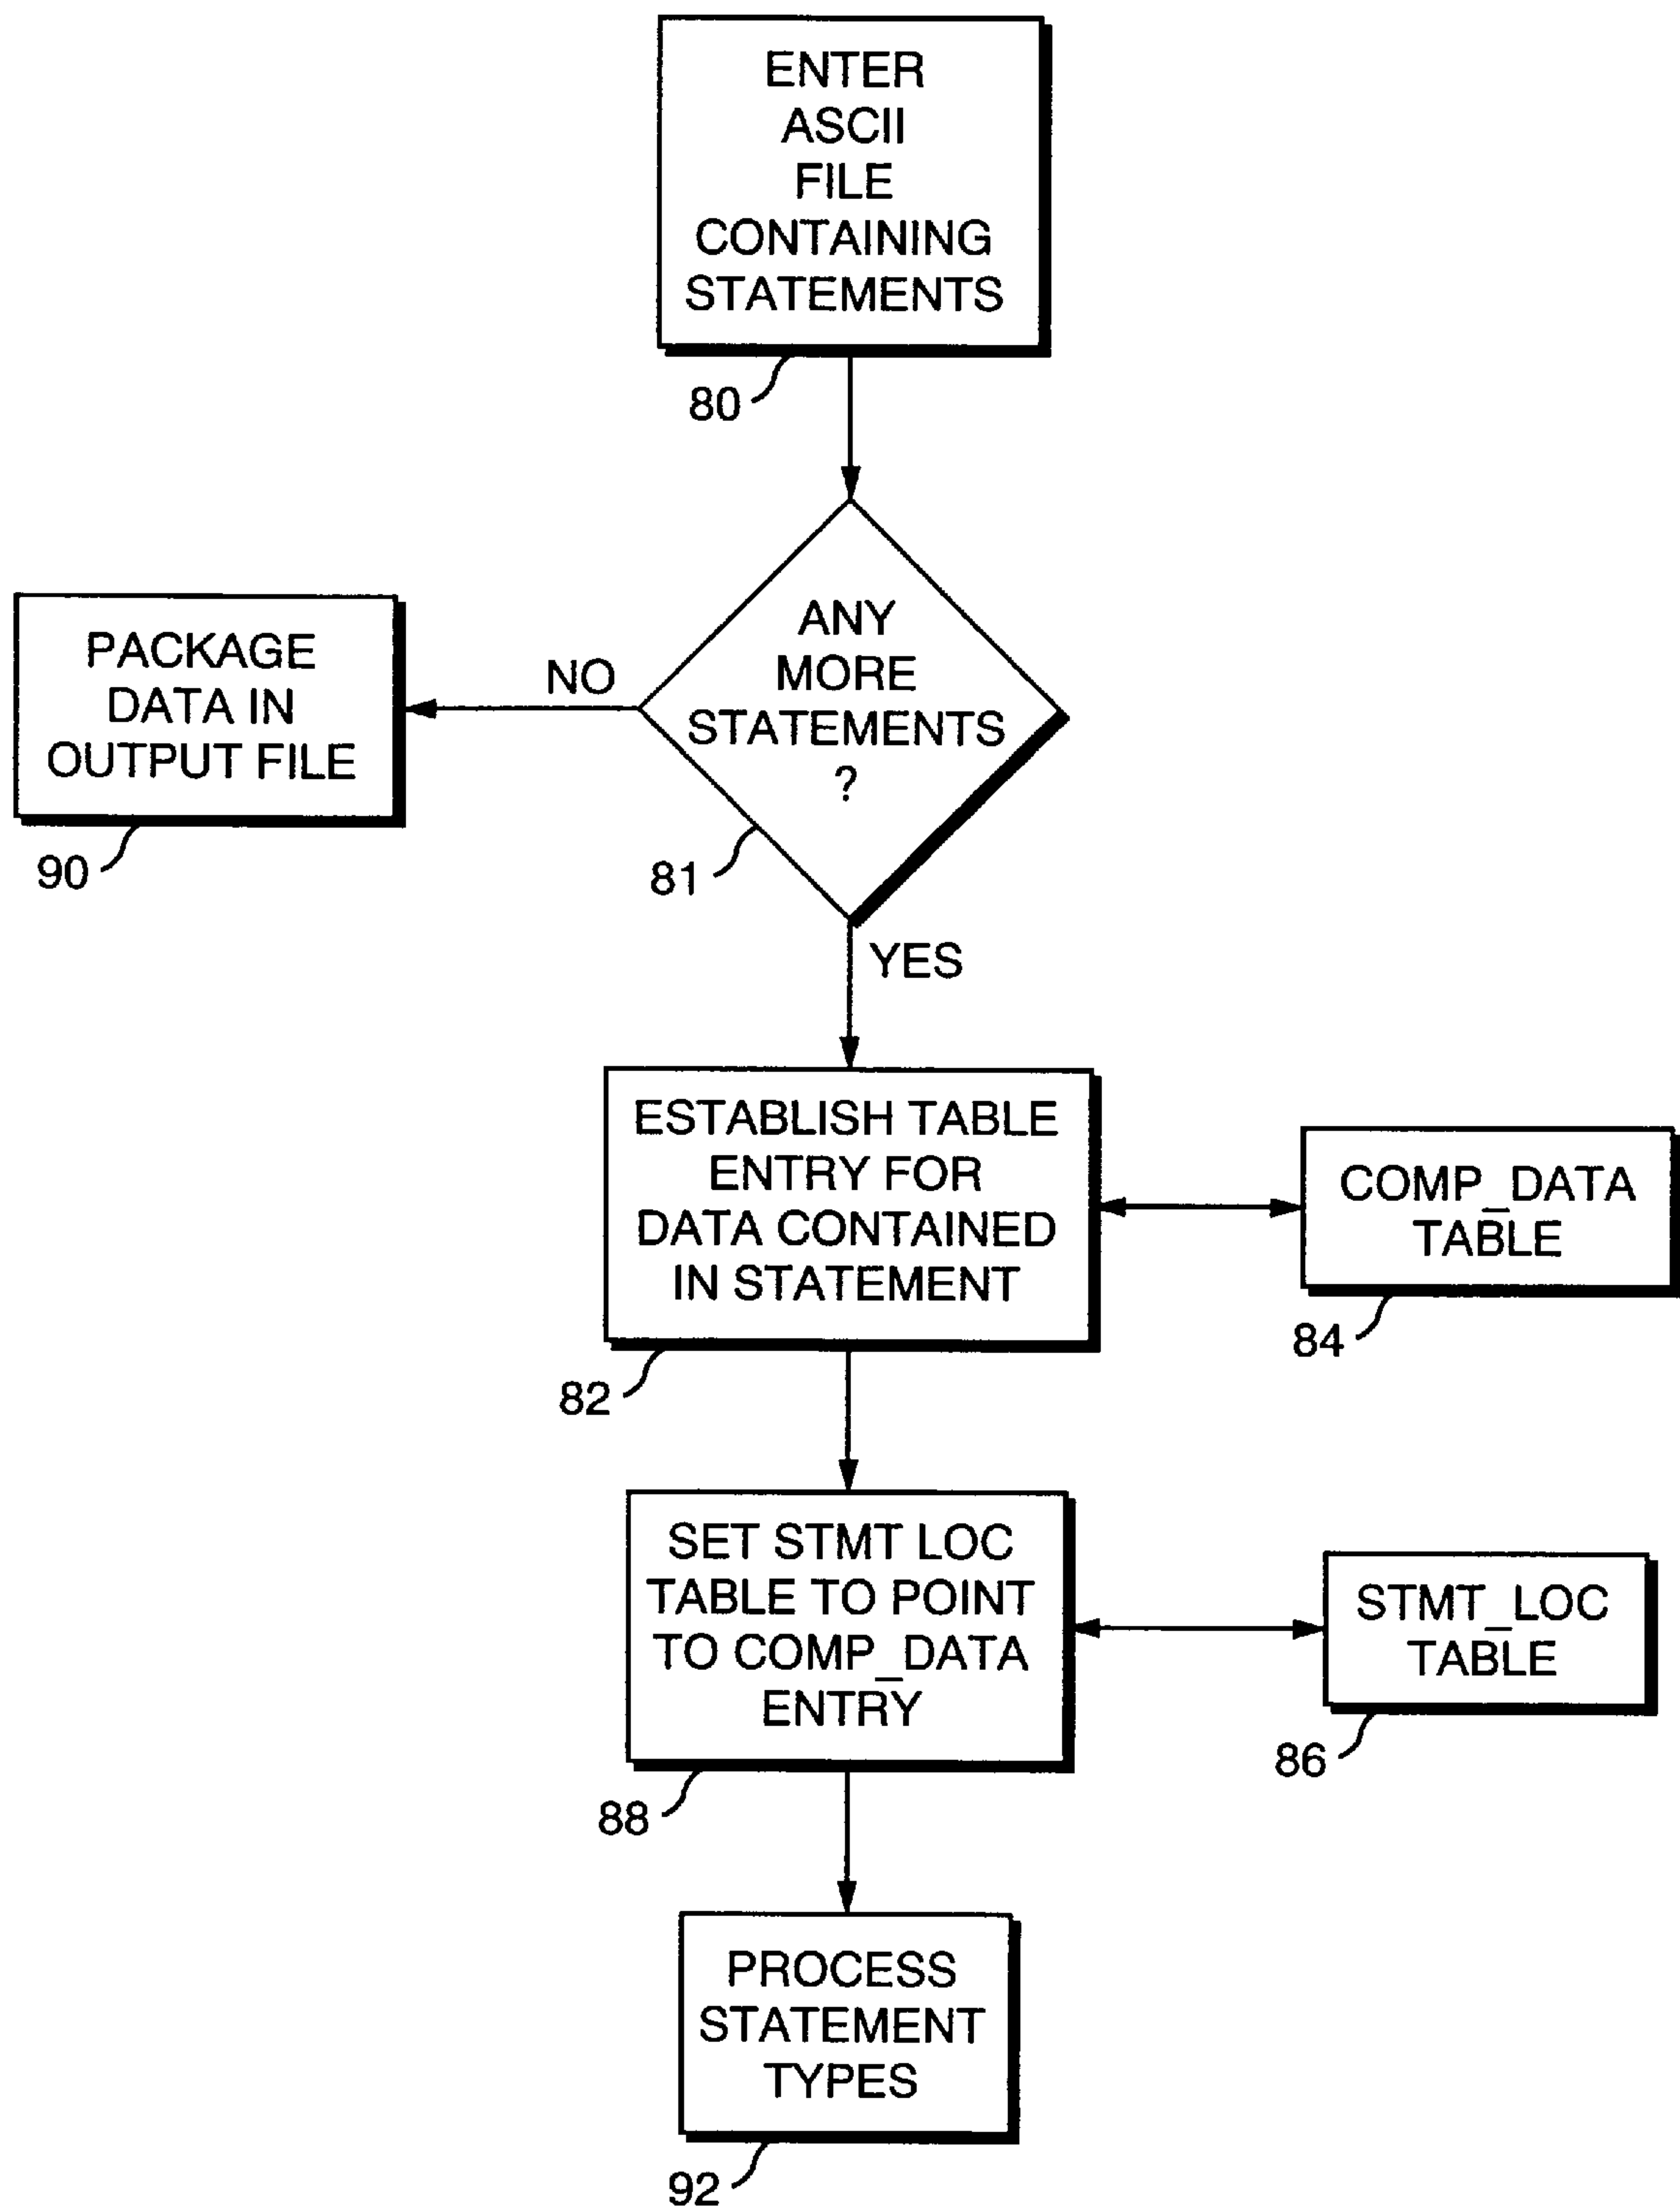 ENTER
ASCII
FILE
CONTAINING
STATEMENTS
80
ANY
MORE
STATEMENTS
?
81
NO
PACKAGE
DATA IN
OUTPUT FILE
90
YES
ESTABLISH TABLE
ENTRY FOR
DATA CONTAINED
IN STATEMENT
82
COMP_DATA
TABLE
84
SET STMT LOC
TABLE TO POINT
TO COMP_DATA
ENTRY
88
STMT_LOC
TABLE
86
PROCESS
STATEMENT
TYPES
92